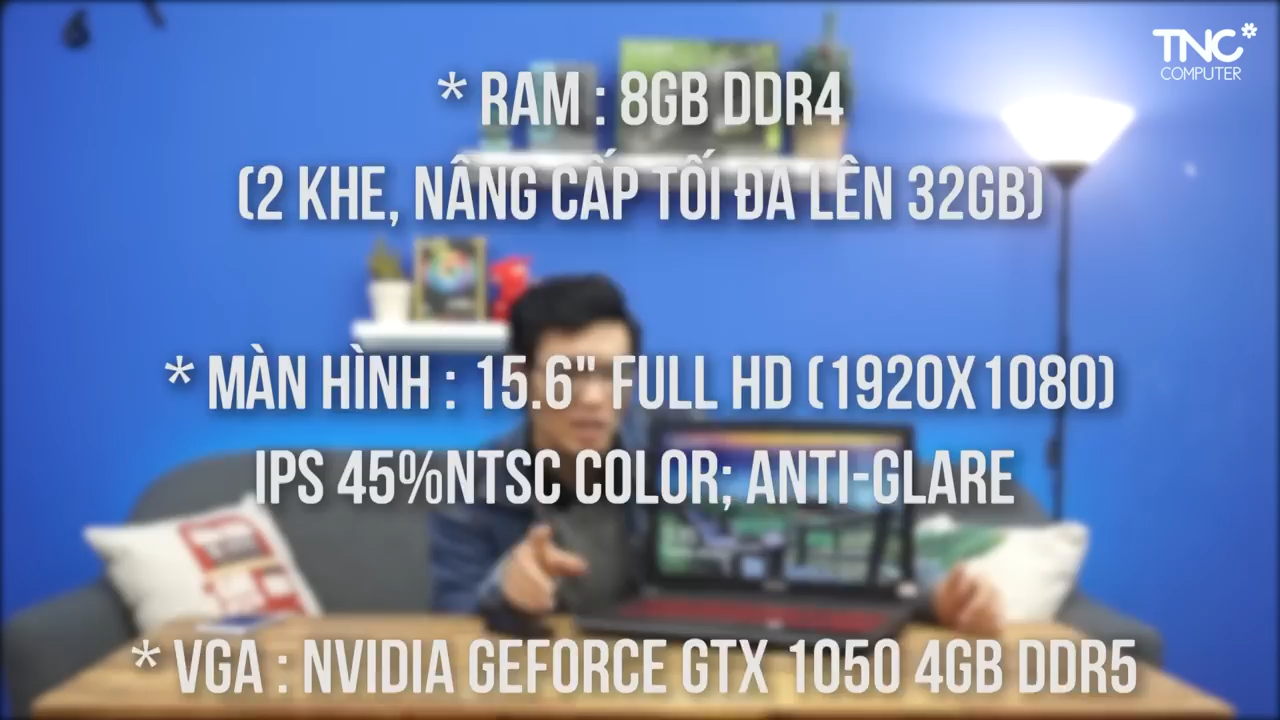 TNC*
COMPUTER
* RAM : 8GB DDR4
(2 KHE, NÂNG CẤP TỐI ĐA LÊN 32GB)
* MÀN HÌNH : 15.6" FULL HD (1920X1080)
IPS 45%NTSC COLOR; ANTI-GLARE
* VGA : NVIDIA GEFORCE GTX 1050 4GB DDR5